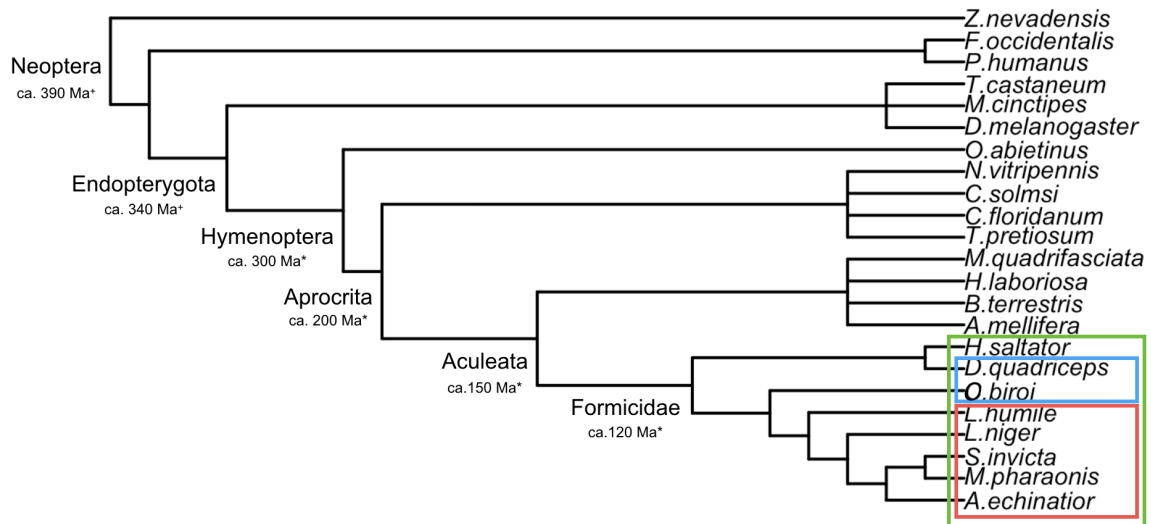 Z.nevadensis
F.occidentalis
P.humanus
Neoptera
ca. 390 Ma⁺
T.castaneum
M.cinctipes
D.melanogaster
O.abietinus
Endopterygota
ca. 340 Ma⁺
N.vitripennis
C.solmsi
C.floridanum
T.pretiosum
Hymenoptera
ca. 300 Ma*
M.quadrifasciata
H.laboriosa
B.terrestris
A.mellifera
Aprocrita
ca. 200 Ma*
H.saltator
D.quadriceps
Aculeata
ca.150 Ma*
O.biroi
L.humile
L.niger
Formicidae
ca.120 Ma*
S.invicta
M.pharaonis
A.echinatior